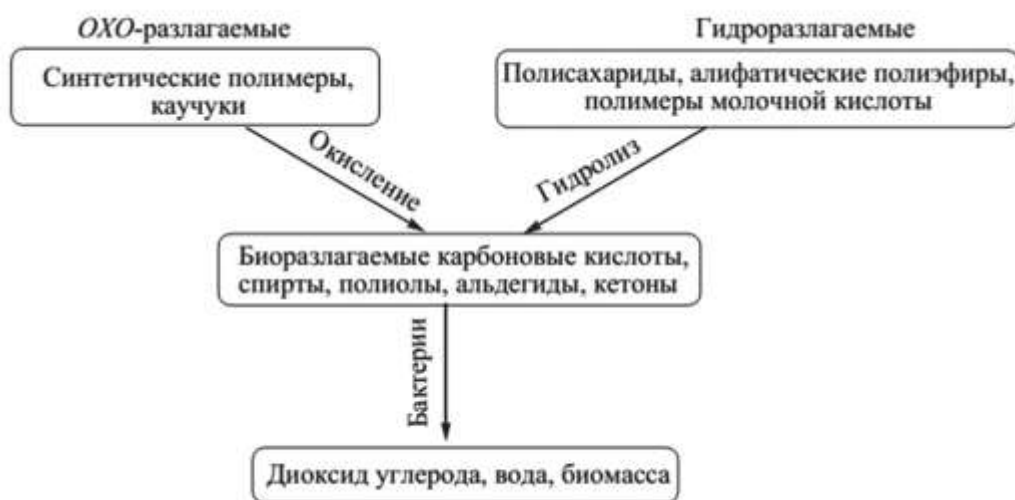 ОХО-разлагаемые
Гидроразлагаемые
Синтетические полимеры,
каучуки
Полисахариды, алифатические полиэфиры,
полимеры молочной кислоты
Окисление
Гидролиз
Биоразлагаемые карбоновые кислоты,
спирты, полиолы, альдегиды, кетоны
Бактерии
Диоксид углерода, вода, биомасса